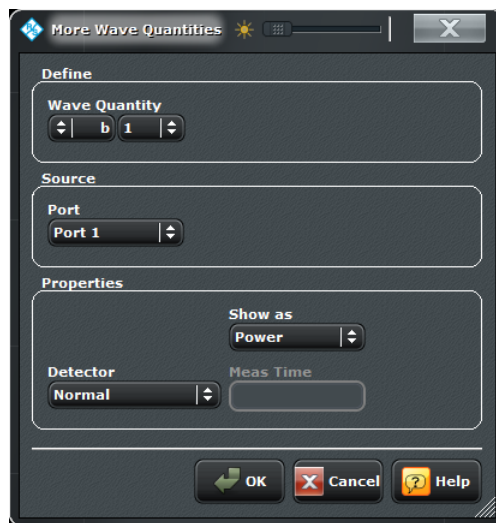 More Wave Quantities
X
Define
Wave Quantity
b 1
Source
Port
Port 1
Properties
Show as
Power
Detector
Meas Time
Normal
OK
X Cancel
? Help